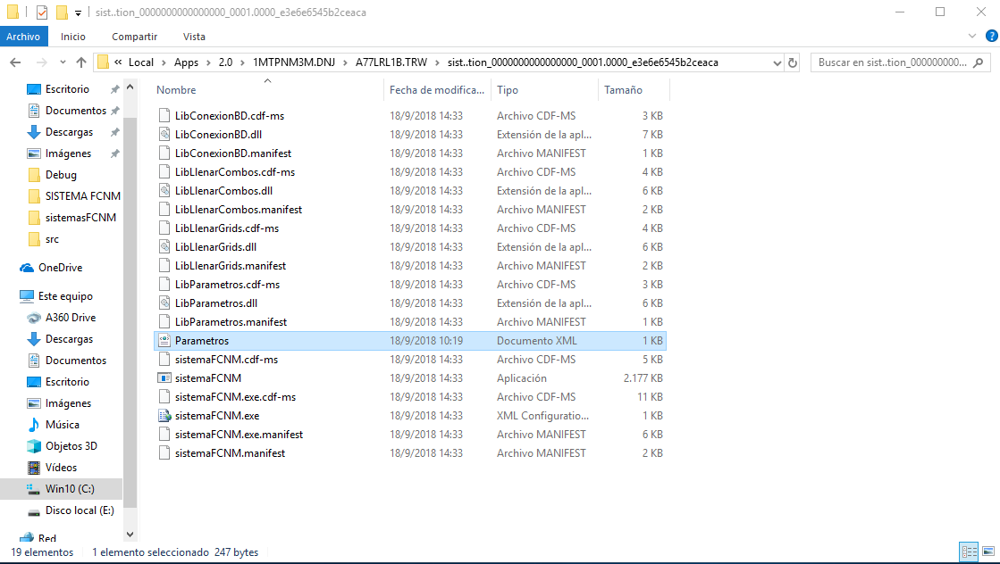 sist..tion_0000000000000000_0001.0000_e3e6e6545b2ceaca
Archivo Inicio Compartir Vista
« Local > Apps > 2.0 > 1MTPNM3M.DNJ > A77LRL1B.TRW > sist..tion_0000000000000000_0001.0000_e3e6e6545b2ceaca
Buscar en sist..tion_000000000...
Escritorio
Documentos
Descargas
Imágenes
Debug
SISTEMA FCNM
sistemasFCNM
src
OneDrive
Este equipo
A360 Drive
Descargas
Documentos
Escritorio
Imágenes
Música
Objetos 3D
Vídeos
Win10 (C:)
Disco local (E:)
Red
Nombre Fecha de modifica... Tipo Tamaño
LibConexionBD.cdf-ms 18/9/2018 14:33 Archivo CDF-MS 3 KB
LibConexionBD.dll 18/9/2018 14:33 Extensión de la apl... 7 KB
LibConexionBD.manifest 18/9/2018 14:33 Archivo MANIFEST 1 KB
LibLlenarCombos.cdf-ms 18/9/2018 14:33 Archivo CDF-MS 4 KB
LibLlenarCombos.dll 18/9/2018 14:33 Extensión de la apl... 6 KB
LibLlenarCombos.manifest 18/9/2018 14:33 Archivo MANIFEST 2 KB
LibLlenarGrids.cdf-ms 18/9/2018 14:33 Archivo CDF-MS 4 KB
LibLlenarGrids.dll 18/9/2018 14:33 Extensión de la apl... 6 KB
LibLlenarGrids.manifest 18/9/2018 14:33 Archivo MANIFEST 2 KB
LibParametros.cdf-ms 18/9/2018 14:33 Archivo CDF-MS 3 KB
LibParametros.dll 18/9/2018 14:33 Extensión de la apl... 6 KB
LibParametros.manifest 18/9/2018 14:33 Archivo MANIFEST 1 KB
Parametros 18/9/2018 10:19 Documento XML 1 KB
sistemaFCNM.cdf-ms 18/9/2018 14:33 Archivo CDF-MS 5 KB
sistemaFCNM 18/9/2018 14:33 Aplicación 2.177 KB
sistemaFCNM.exe.cdf-ms 18/9/2018 14:33 Archivo CDF-MS 11 KB
sistemaFCNM.exe 18/9/2018 14:33 XML Configuratio... 1 KB
sistemaFCNM.exe.manifest 18/9/2018 14:33 Archivo MANIFEST 6 KB
sistemaFCNM.manifest 18/9/2018 14:33 Archivo MANIFEST 2 KB
19 elementos 1 elemento seleccionado 247 bytes